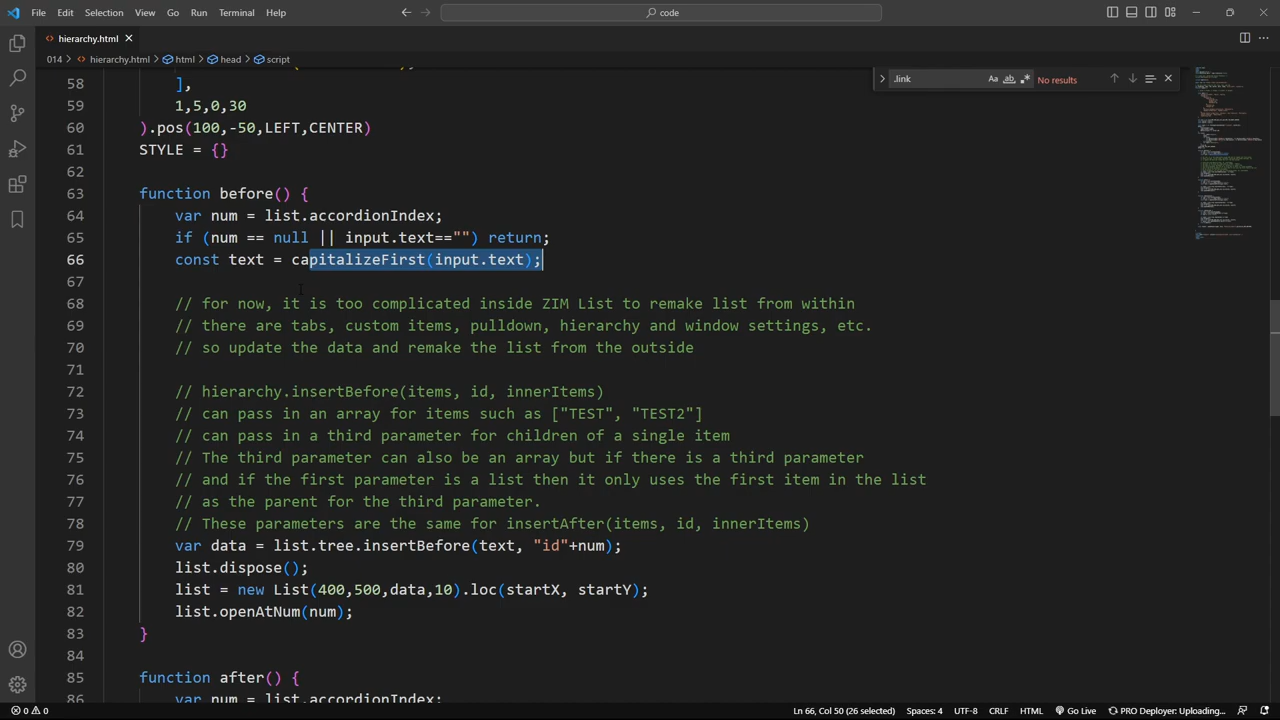 File Edit Selection View Go Run Terminal Help
code
hierarchy.html
014 > hierarchy.html > html > head > script
.link
Aa ab .* No results
58 ],
59 1,5,0,30
60 ).pos(100,-50,LEFT,CENTER)
61 STYLE = {}
62
63 function before() {
64 var num = list.accordionIndex;
65 if (num == null || input.text=="") return;
66 const text = capitalizeFirst(input.text);
67
68 // for now, it is too complicated inside ZIM List to remake list from within
69 // there are tabs, custom items, pulldown, hierarchy and window settings, etc.
70 // so update the data and remake the list from the outside
71
72 // hierarchy.insertBefore(items, id, innerItems)
73 // can pass in an array for items such as ["TEST", "TEST2"]
74 // can pass in a third parameter for children of a single item
75 // The third parameter can also be an array but if there is a third parameter
76 // and if the first parameter is a list then it only uses the first item in the list
77 // as the parent for the third parameter.
78 // These parameters are the same for insertAfter(items, id, innerItems)
79 var data = list.tree.insertBefore(text, "id"+num);
80 list.dispose();
81 list = new List(400,500,data,10).loc(startX, startY);
82 list.openAtNum(num);
83 }
84
85 function after() {
86 var num = list.accordionIndex;
0 0 Ln 66, Col 50 (26 selected) Spaces: 4 UTF-8 CRLF HTML Go Live PRO Deployer: Uploading...